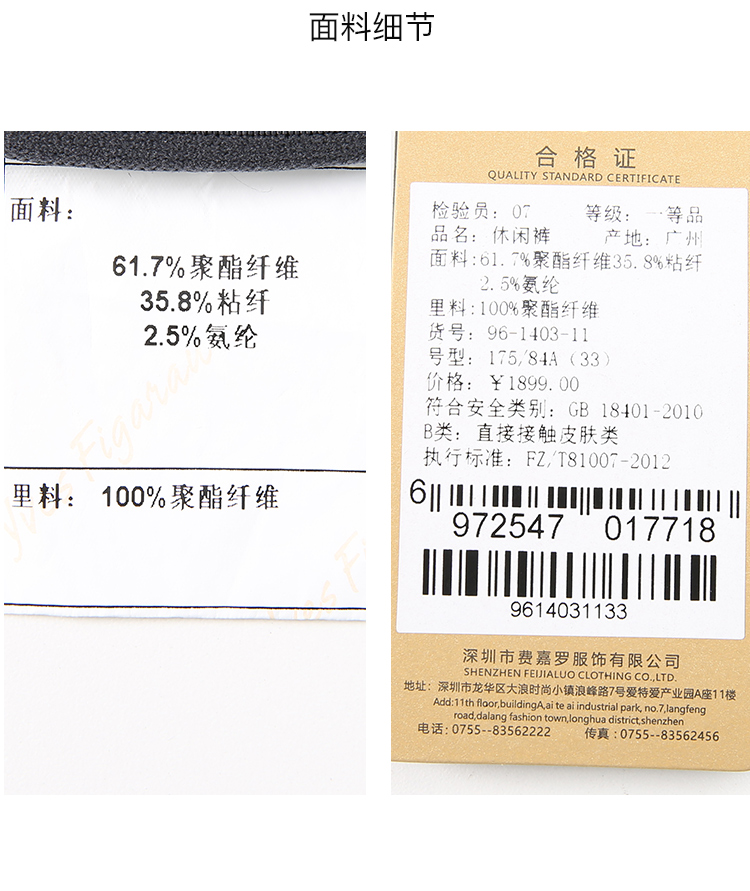 面料细节
面料：
61.7%聚酯纤维
35.8%粘纤
2.5%氨纶
里料： 100%聚酯纤维
合格证
QUALITY STANDARD CERTIFICATE
检验员：07 等级：一等品
品名：休闲裤 产地：广州
面料:61.7%聚酯纤维35.8%粘纤
2.5%氨纶
里料:100%聚酯纤维
货号：96-1403-11
号型：175/84A（33）
价格：￥1899.00
符合安全类别：GB 18401-2010
B类：直接接触皮肤类
执行标准：FZ/T81007-2012
6 972547 017718
9614031133
深圳市费嘉罗服饰有限公司
SHENZHEN FEIJIALUO CLOTHING CO.,LTD.
地址：深圳市龙华区大浪时尚小镇浪峰路7号爱特爱产业园A座11楼
Add:11th floor,buildingA,ai te ai industrial park, no.7,langfeng
road,dalang fashion town,longhua district,shenzhen
电话：0755--83562222 传真：0755--83562456